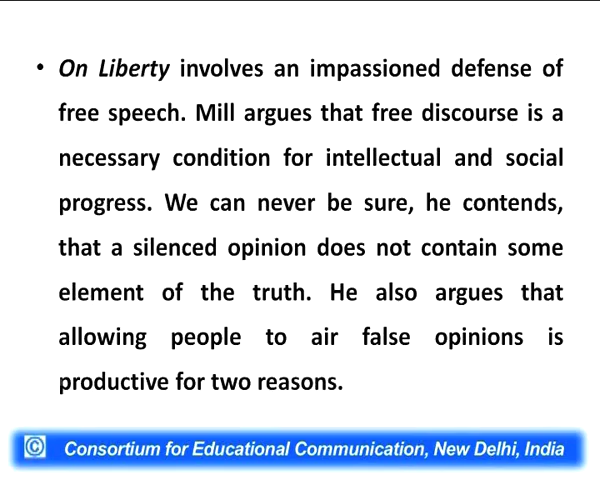 • On Liberty involves an impassioned defense of
free speech. Mill argues that free discourse is a
necessary condition for intellectual and social
progress. We can never be sure, he contends,
that a silenced opinion does not contain some
element of the truth. He also argues that
allowing people to air false opinions is
productive for two reasons.
© Consortium for Educational Communication, New Delhi, India